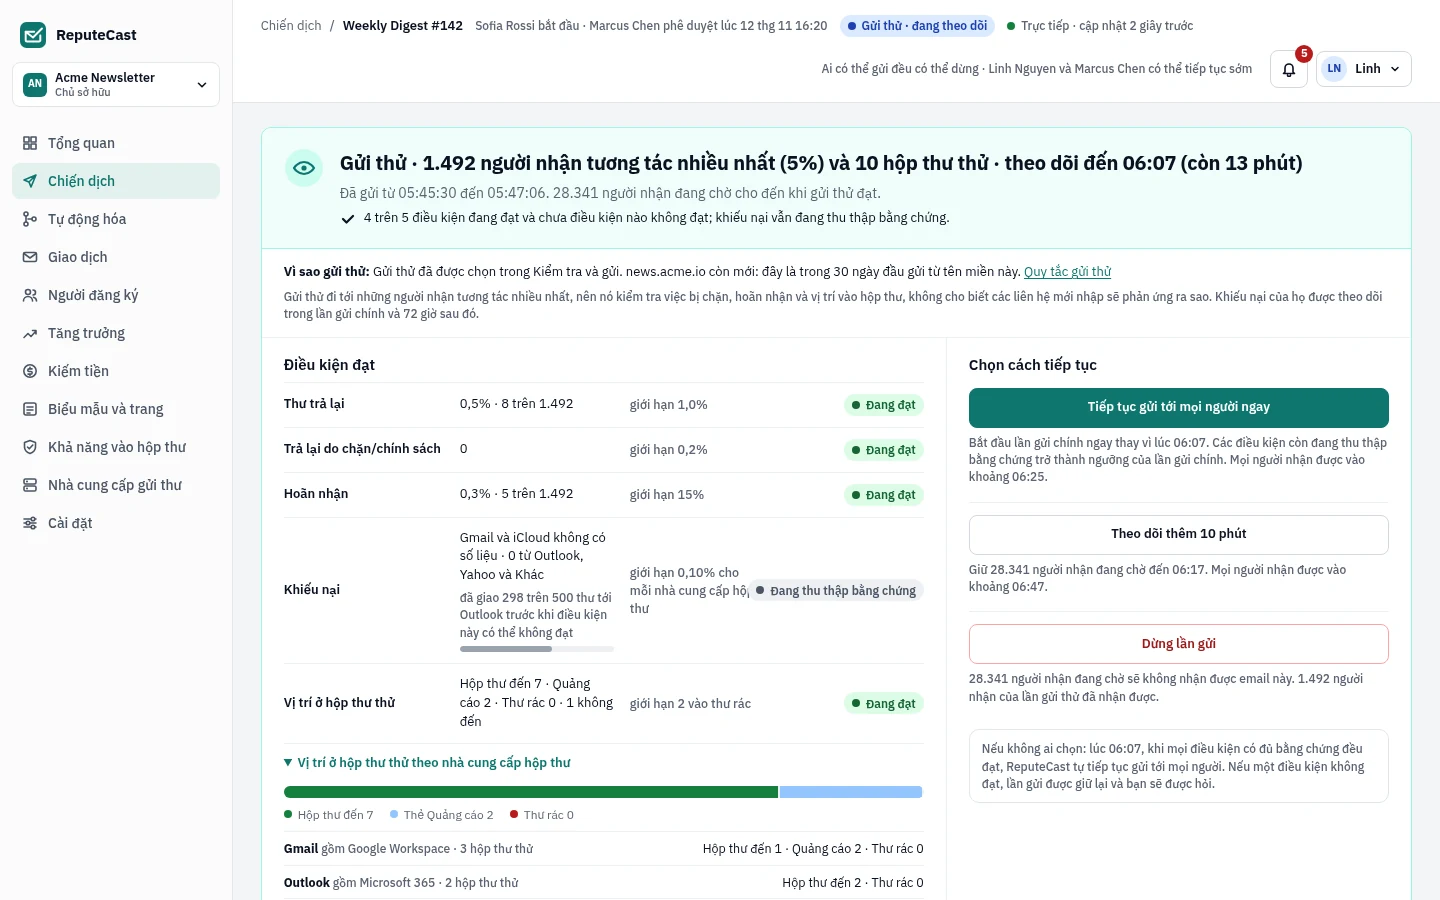 ReputeCast
AN
Acme Newsletter
Chủ sở hữu
Tổng quan
Chiến dịch
Tự động hóa
Giao dịch
Người đăng ký
Tăng trưởng
Kiếm tiền
Biểu mẫu và trang
Khả năng vào hộp thư
Nhà cung cấp gửi thư
Cài đặt
Chiến dịch / Weekly Digest #142 Sofia Rossi bắt đầu · Marcus Chen phê duyệt lúc 12 thg 11 16:20 Gửi thử · đang theo dõi Trực tiếp · cập nhật 2 giây trước
Ai có thể gửi đều có thể dừng · Linh Nguyen và Marcus Chen có thể tiếp tục sớm
5
LN Linh
Gửi thử · 1.492 người nhận tương tác nhiều nhất (5%) và 10 hộp thư thử · theo dõi đến 06:07 (còn 13 phút)
Đã gửi từ 05:45:30 đến 05:47:06. 28.341 người nhận đang chờ cho đến khi gửi thử đạt.
4 trên 5 điều kiện đang đạt và chưa điều kiện nào không đạt; khiếu nại vẫn đang thu thập bằng chứng.
Vì sao gửi thử: Gửi thử đã được chọn trong Kiểm tra và gửi. news.acme.io còn mới: đây là trong 30 ngày đầu gửi từ tên miền này. Quy tắc gửi thử
Gửi thử đi tới những người nhận tương tác nhiều nhất, nên nó kiểm tra việc bị chặn, hoãn nhận và vị trí vào hộp thư, không cho biết các liên hệ mới nhập sẽ phản ứng ra sao. Khiếu nại của họ được theo dõi
trong lần gửi chính và 72 giờ sau đó.
Điều kiện đạt
Thư trả lại 0,5% · 8 trên 1.492 giới hạn 1,0% Đang đạt
Trả lại do chặn/chính sách 0 giới hạn 0,2% Đang đạt
Hoãn nhận 0,3% · 5 trên 1.492 giới hạn 15% Đang đạt
Khiếu nại
Gmail và iCloud không có
số liệu · 0 từ Outlook,
Yahoo và Khác
đã giao 298 trên 500 thư tới
Outlook trước khi điều kiện
này có thể không đạt
giới hạn 0,10% cho
mỗi nhà cung cấp hộp
thư
Đang thu thập bằng chứng
Vị trí ở hộp thư thử
Hộp thư đến 7 · Quảng
cáo 2 · Thư rác 0 · 1 không
đến
giới hạn 2 vào thư rác
Đang đạt
Vị trí ở hộp thư thử theo nhà cung cấp hộp thư
Hộp thư đến 7 Thẻ Quảng cáo 2 Thư rác 0
Gmail gồm Google Workspace · 3 hộp thư thử Hộp thư đến 1 · Quảng cáo 2 · Thư rác 0
Outlook gồm Microsoft 365 · 2 hộp thư thử Hộp thư đến 2 · Thư rác 0
Chọn cách tiếp tục
Tiếp tục gửi tới mọi người ngay
Bắt đầu lần gửi chính ngay thay vì lúc 06:07. Các điều kiện còn đang thu thập
bằng chứng trở thành ngưỡng của lần gửi chính. Mọi người nhận được vào
khoảng 06:25.
Theo dõi thêm 10 phút
Giữ 28.341 người nhận đang chờ đến 06:17. Mọi người nhận được vào
khoảng 06:47.
Dừng lần gửi
28.341 người nhận đang chờ sẽ không nhận được email này. 1.492 người
nhận của lần gửi thử đã nhận được.
Nếu không ai chọn: lúc 06:07, khi mọi điều kiện có đủ bằng chứng đều
đạt, ReputeCast tự tiếp tục gửi tới mọi người. Nếu một điều kiện không
đạt, lần gửi được giữ lại và bạn sẽ được hỏi.